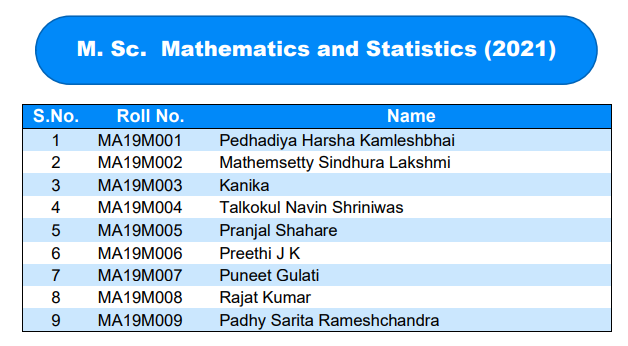 M. Sc. Mathematics and Statistics (2021)
S.No. Roll No. Name
1 MA19M001 Pedhadiya Harsha Kamleshbhai
2 MA19M002 Mathemsetty Sindhura Lakshmi
3 MA19M003 Kanika
4 MA19M004 Talkokul Navin Shriniwas
5 MA19M005 Pranjal Shahare
6 MA19M006 Preethi J K
7 MA19M007 Puneet Gulati
8 MA19M008 Rajat Kumar
9 MA19M009 Padhy Sarita Rameshchandra